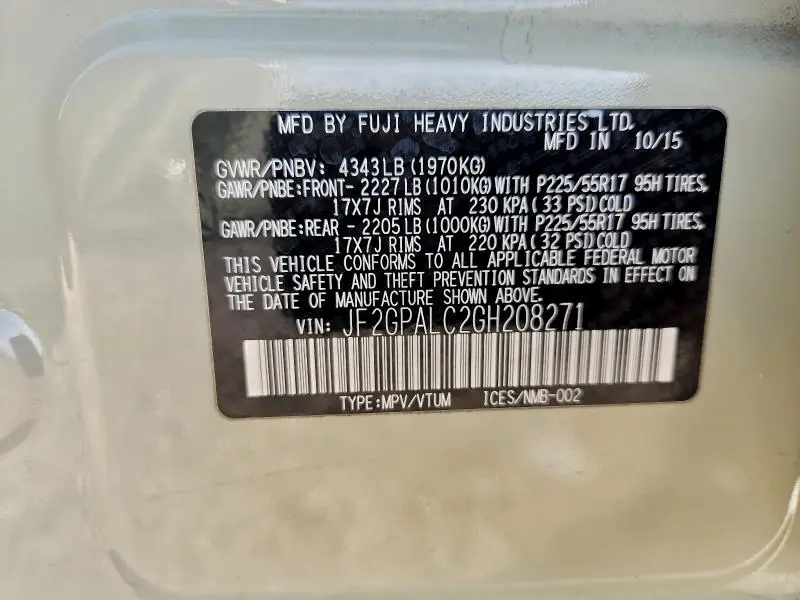 MFD BY FUJI HEAVY INDUSTRIES LTD.
MFD IN 10/15
GVWR/PNBV: 4343LB (1970KG)
GAWR/PNBE:FRONT- 2227 LB (1010KG) WITH P225/55R17 95H TIRES,
17X7J RIMS AT 230 KPA ( 33 PSI) COLD
GAWR/PNBE:REAR - 2205 LB (1000KG) WITH P225/55R17 95H TIRES,
17X7J RIMS AT 220 KPA ( 32 PSI) COLD
THIS VEHICLE CONFORMS TO ALL APPLICABLE FEDERAL MOTOR
VEHICLE SAFETY AND THEFT PREVENTION STANDARDS IN EFFECT ON
THE DATE OF MANUFACTURE SHOWN ABOVE.
VIN: JF2GPALC2GH208271
TYPE:MPV/VTUM ICES/NMB-002